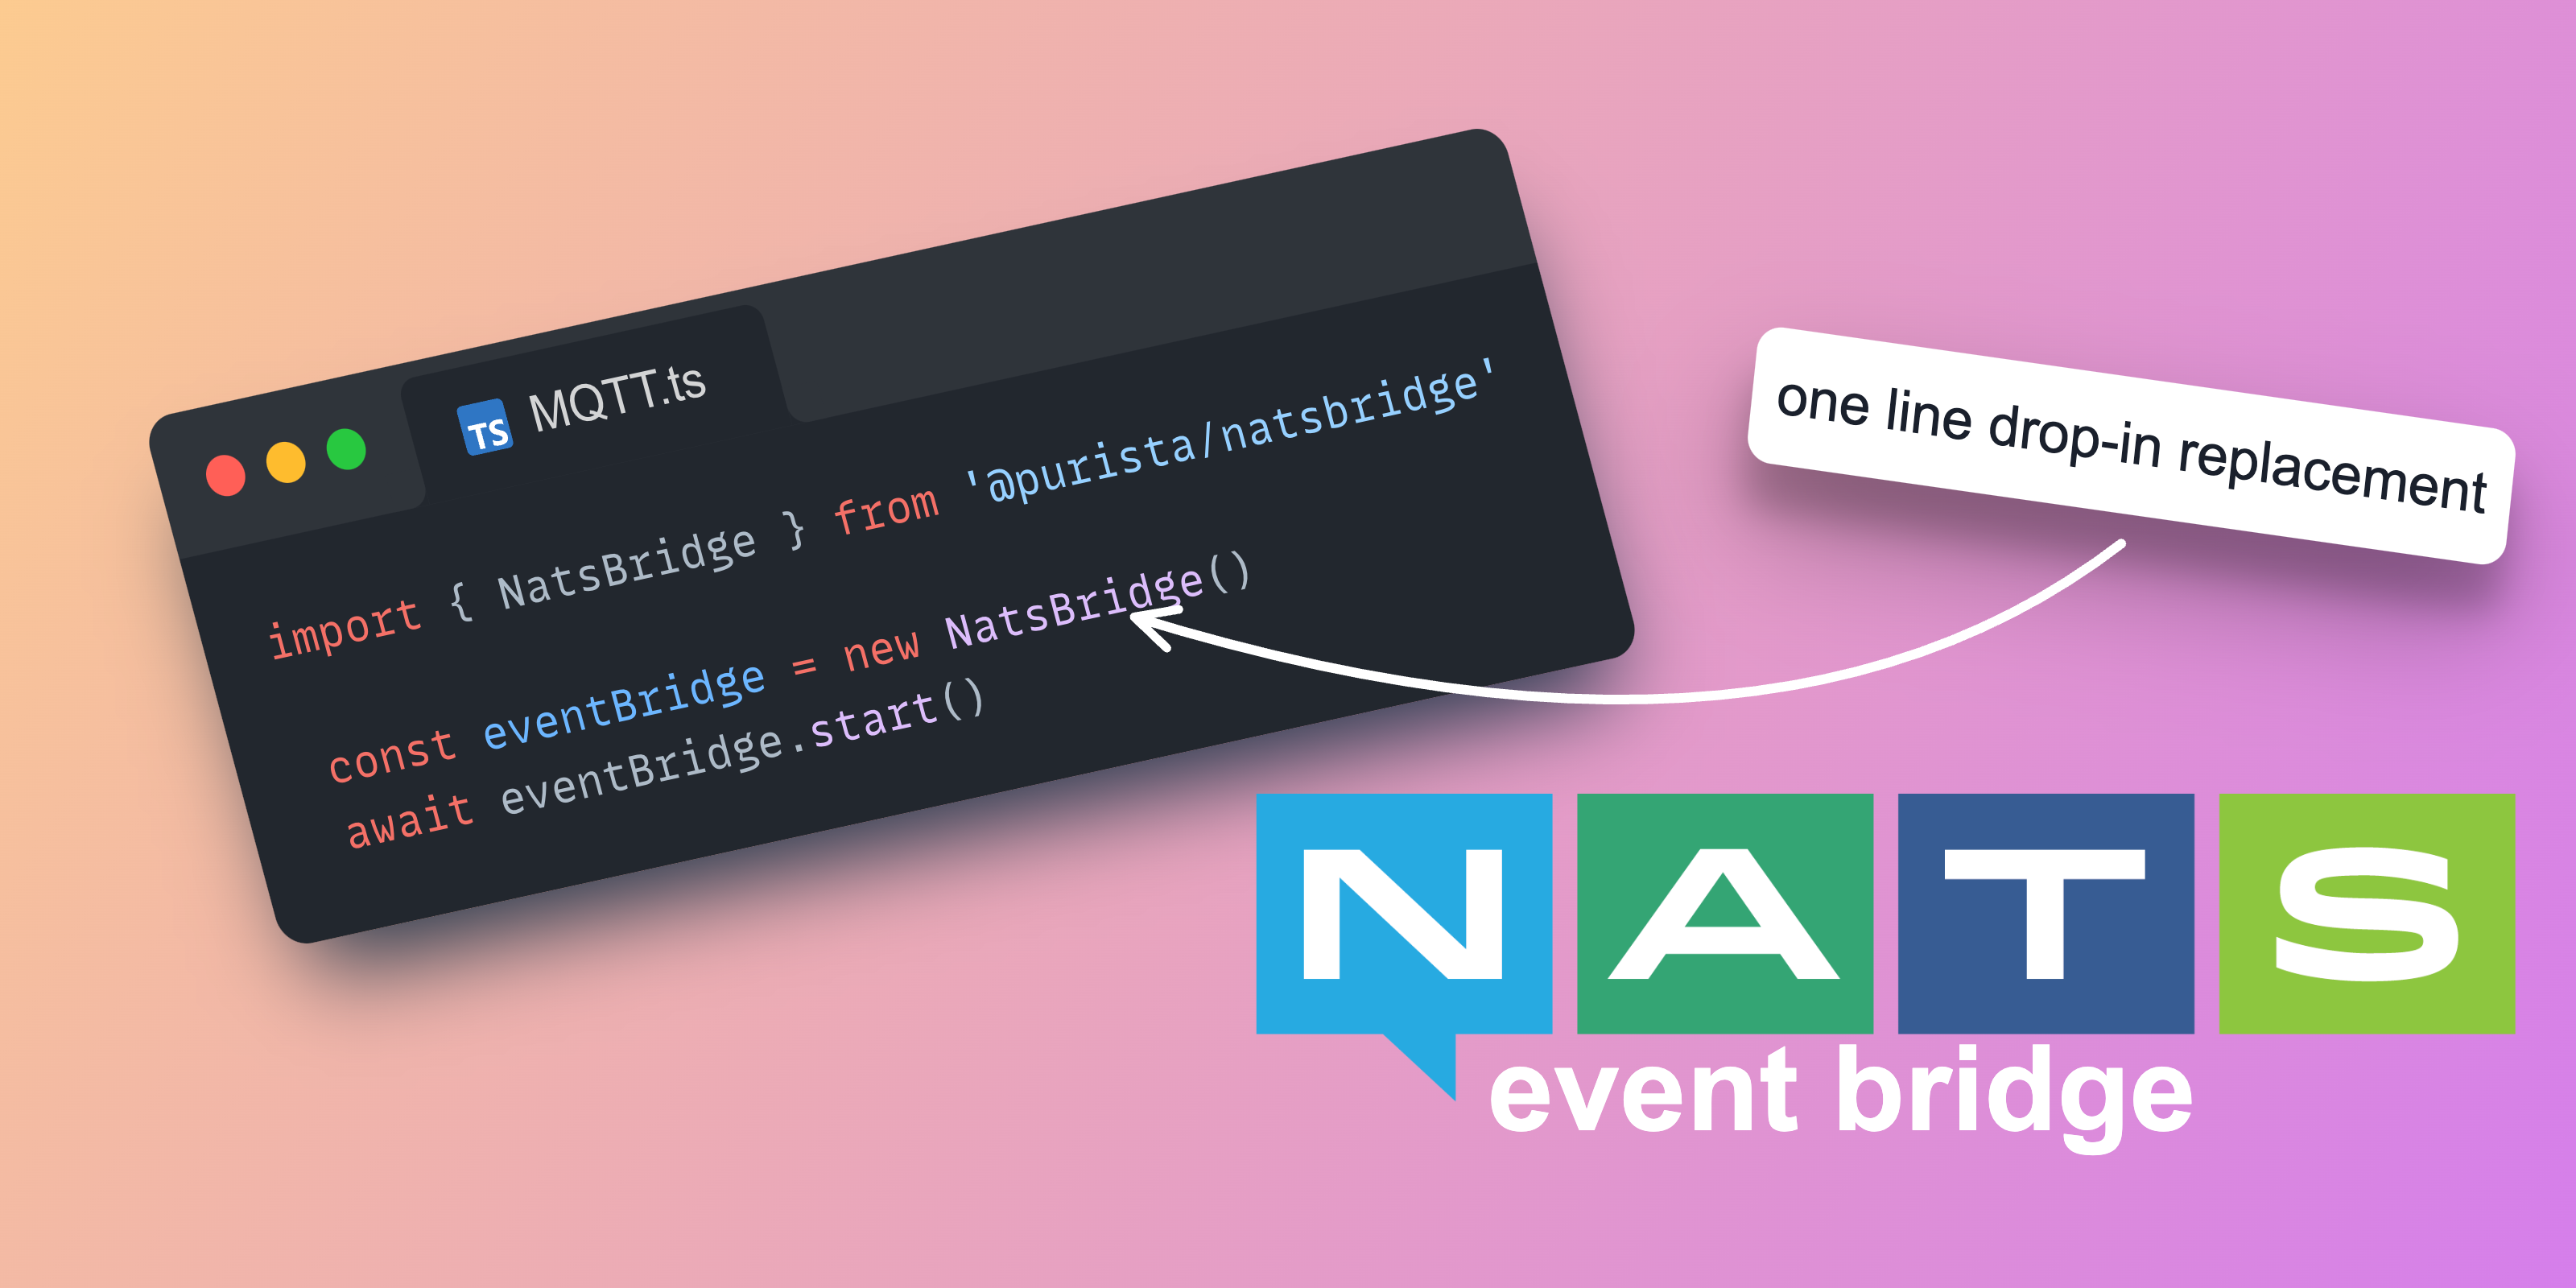 TS MQTT.ts
import { NatsBridge } from '@purista/natsbridge'
const eventBridge = new NatsBridge()
await eventBridge.start()
one line drop-in replacement
NATS
event bridge